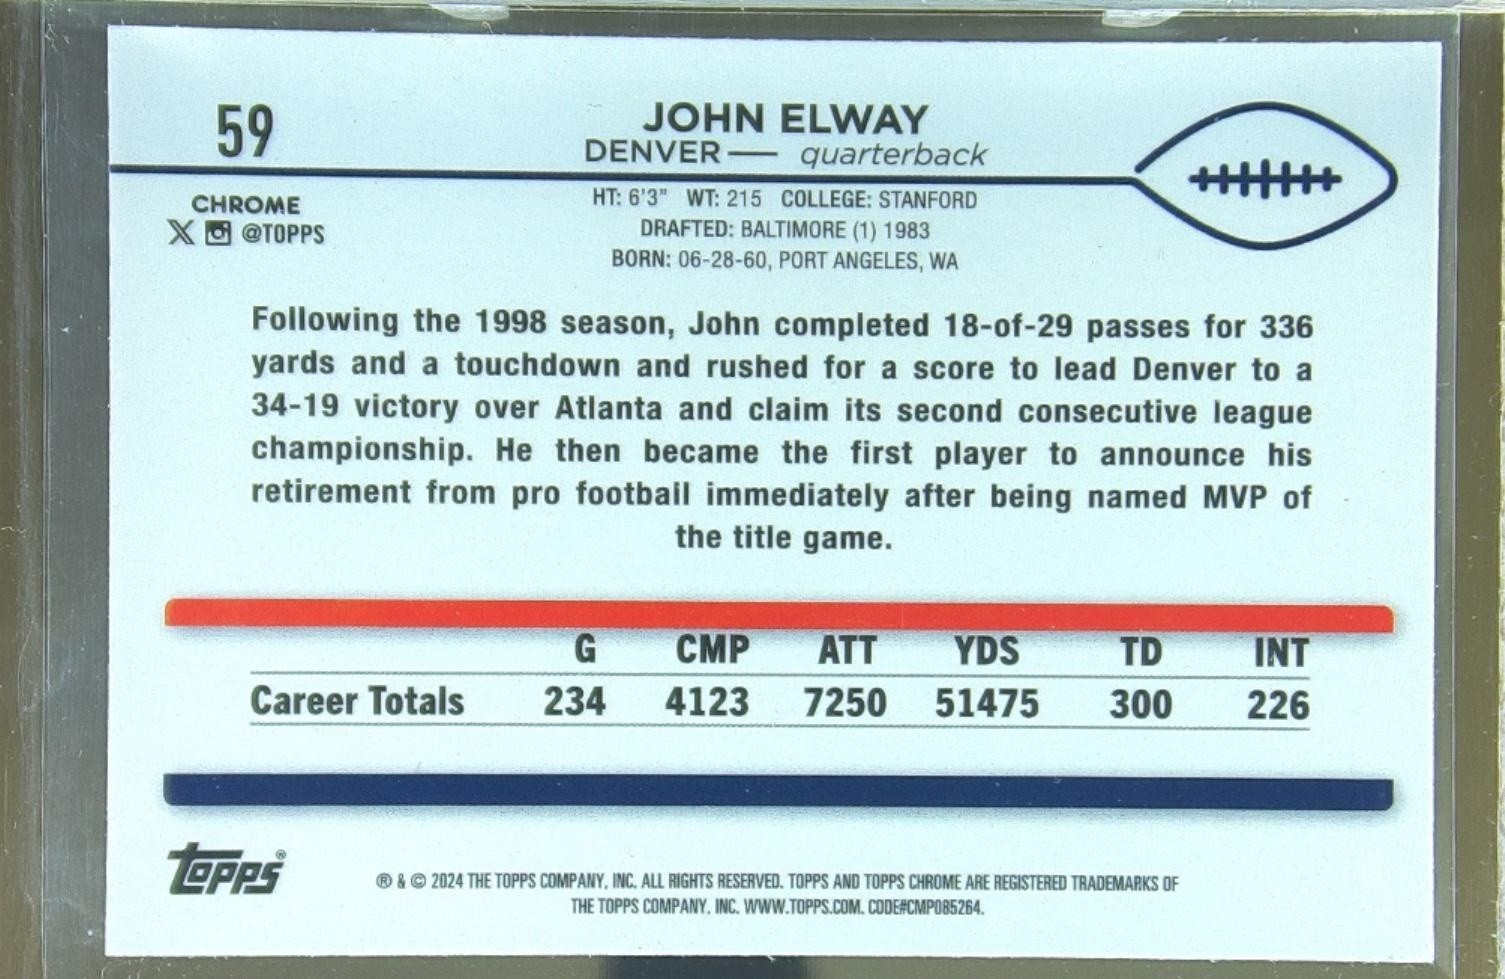 59
JOHN ELWAY
DENVER — quarterback
CHROME
X @TOPPS
HT: 6'3" WT: 215 COLLEGE: STANFORD
DRAFTED: BALTIMORE (1) 1983
BORN: 06-28-60, PORT ANGELES, WA
Following the 1998 season, John completed 18-of-29 passes for 336
yards and a touchdown and rushed for a score to lead Denver to a
34-19 victory over Atlanta and claim its second consecutive league
championship. He then became the first player to announce his
retirement from pro football immediately after being named MVP of
the title game.
G CMP ATT YDS TD INT
Career Totals 234 4123 7250 51475 300 226
topps®
® & © 2024 THE TOPPS COMPANY, INC. ALL RIGHTS RESERVED. TOPPS AND TOPPS CHROME ARE REGISTERED TRADEMARKS OF
THE TOPPS COMPANY, INC. WWW.TOPPS.COM. CODE#CMP085264.